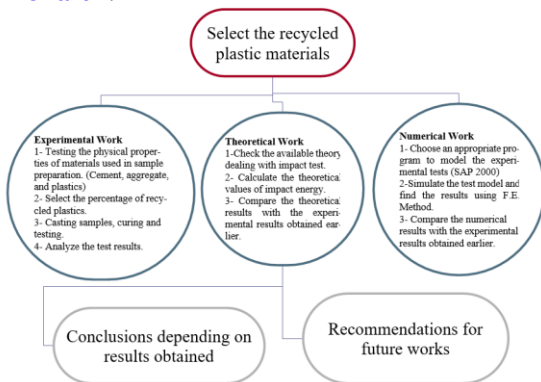 Select the recycled
plastic materials
Experimental Work
1- Testing the physical proper-
ties of materials used in sample
preparation. (Cement, aggregate,
and plastics)
2- Select the percentage of recy-
cled plastics.
3- Casting samples, curing and
testing.
4- Analyze the test results.
Theoretical Work
1-Check the available theory
dealing with impact test.
2- Calculate the theoretical
values of impact energy.
3- Compare the theoretical
results with the experi-
mental results obtained ear-
lier.
Numerical Work
1- Choose an appropriate pro-
gram to model the experi-
mental tests (SAP 2000)
2-Simulate the test model and
find the results using F.E.
Method.
3- Compare the numerical
results with the experimental
results obtained earlier.
Conclusions depending on
results obtained
Recommendations for
future works